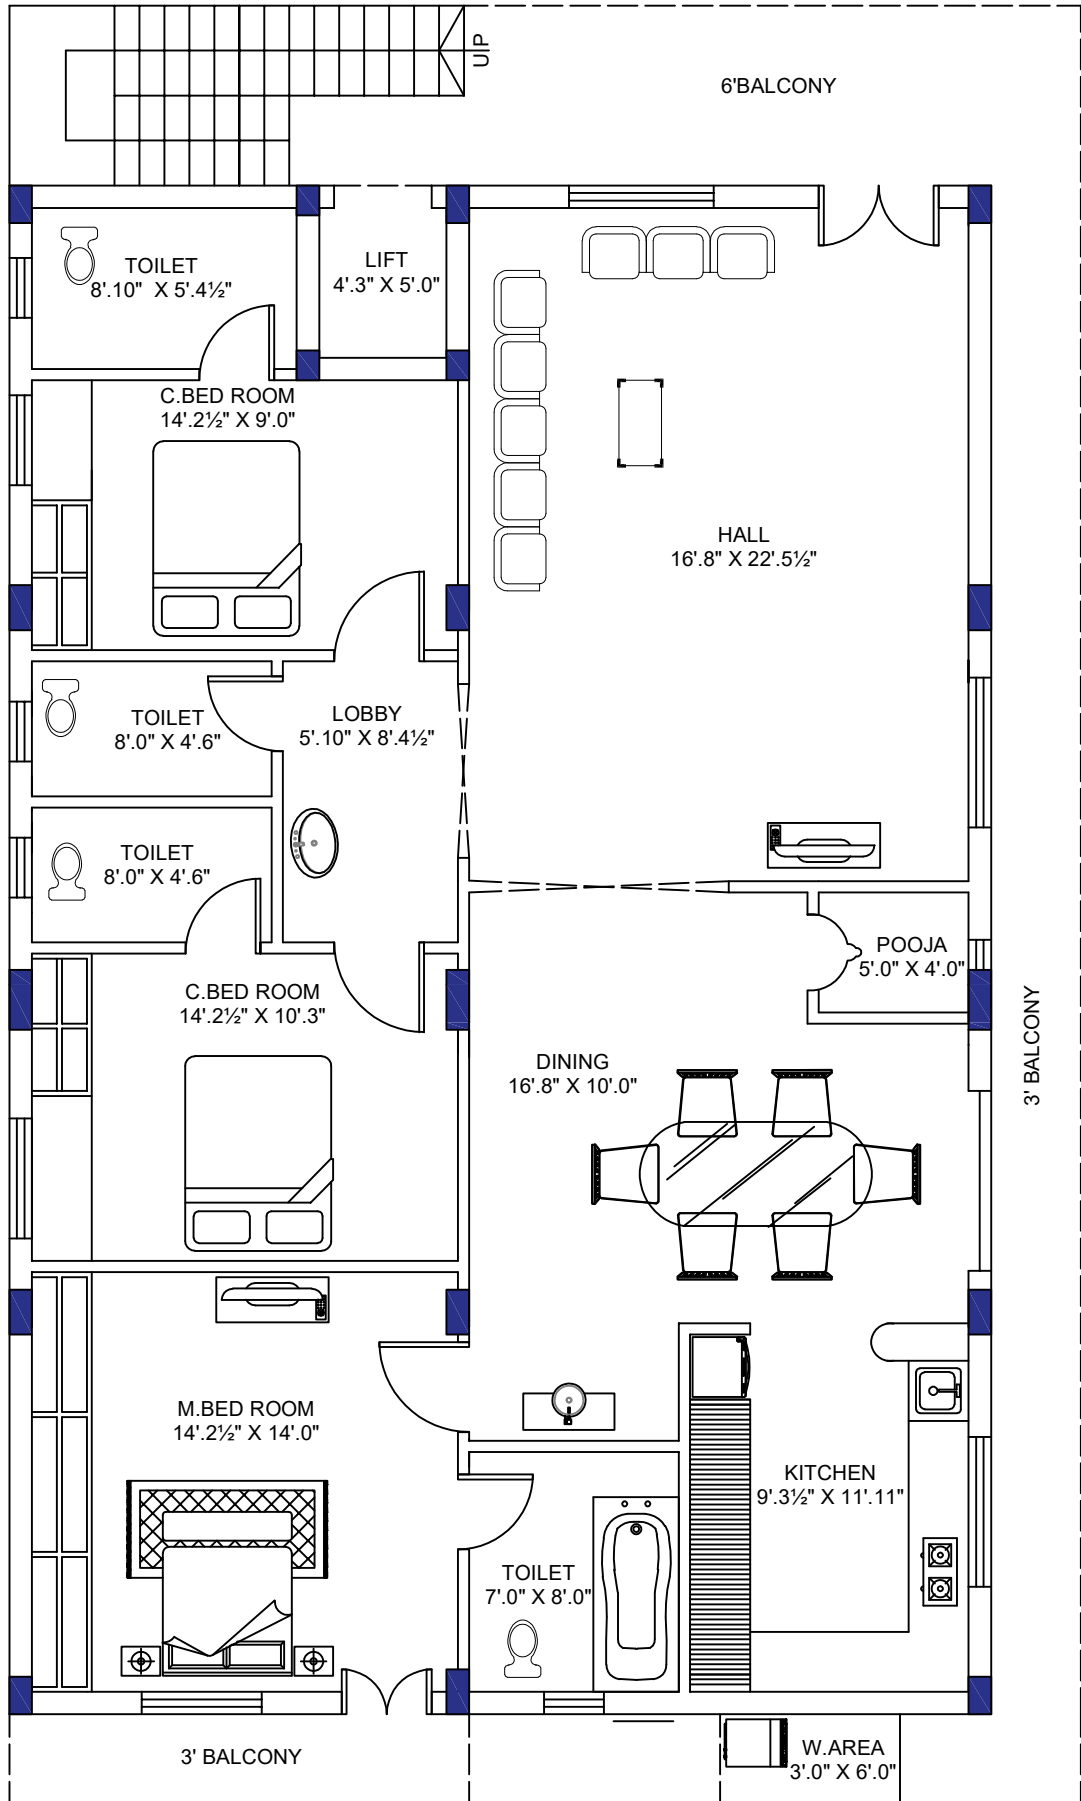 UP
6'BALCONY
TOILET
8'.10" X 5'.4½"
LIFT
4'.3" X 5'.0"
C.BED ROOM
14'.2½" X 9'.0"
HALL
16'.8" X 22'.5½"
TOILET
8'.0" X 4'.6"
LOBBY
5'.10" X 8'.4½"
TOILET
8'.0" X 4'.6"
POOJA
5'.0" X 4'.0"
C.BED ROOM
14'.2½" X 10'.3"
3' BALCONY
DINING
16'.8" X 10'.0"
M.BED ROOM
14'.2½" X 14'.0"
KITCHEN
9'.3½" X 11'.11"
TOILET
7'.0" X 8'.0"
3' BALCONY
W.AREA
3'.0" X 6'.0"